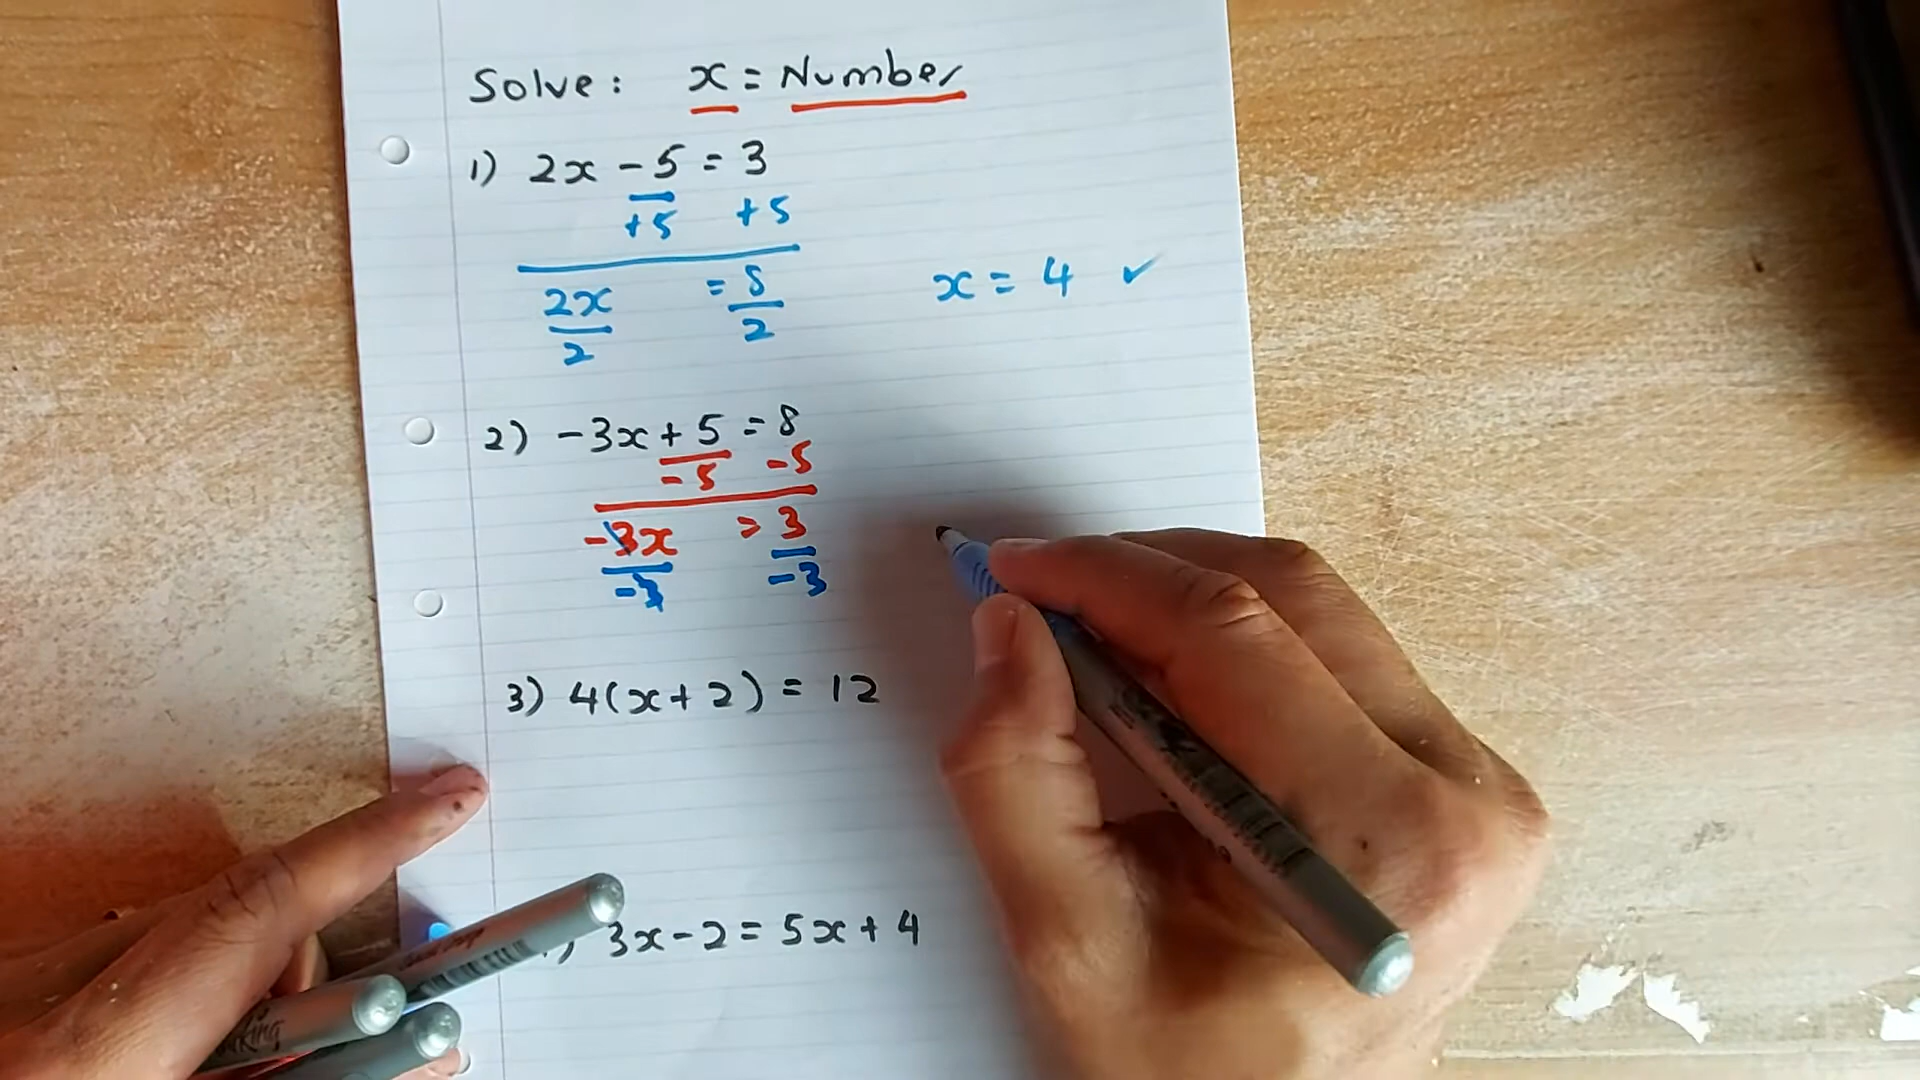 Solve: x = Number
1) 2x - 5 = 3
+5 +5
2x = 8
2 2
x = 4 ✓
2) -3x + 5 = 8
-5 -5
-3x = 3
-3 -3
3) 4(x + 2) = 12
) 3x - 2 = 5x + 4